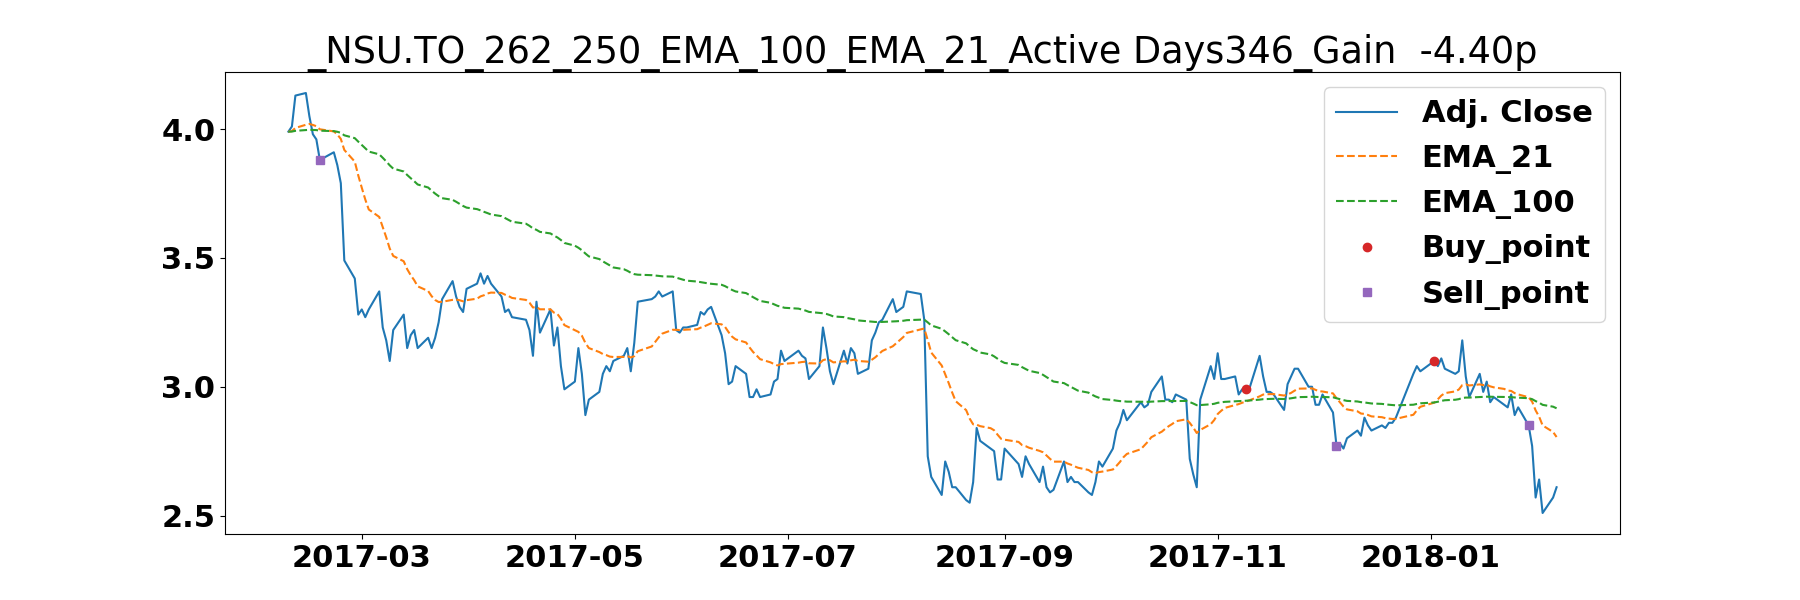 _NSU.TO_262_250_EMA_100_EMA_21_Active Days346_Gain  -4.40p
Adj. Close
EMA_21
EMA_100
Buy_point
Sell_point
4.0
3.5
3.0
2.5
2017-03
2017-05
2017-07
2017-09
2017-11
2018-01